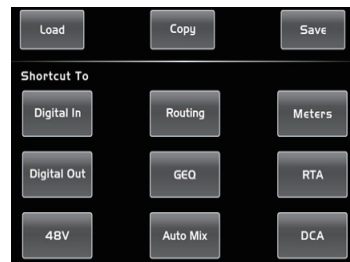 Load Copy Save
Shortcut To
Digital In Routing Meters
Digital Out GEQ RTA
48V Auto Mix DCA